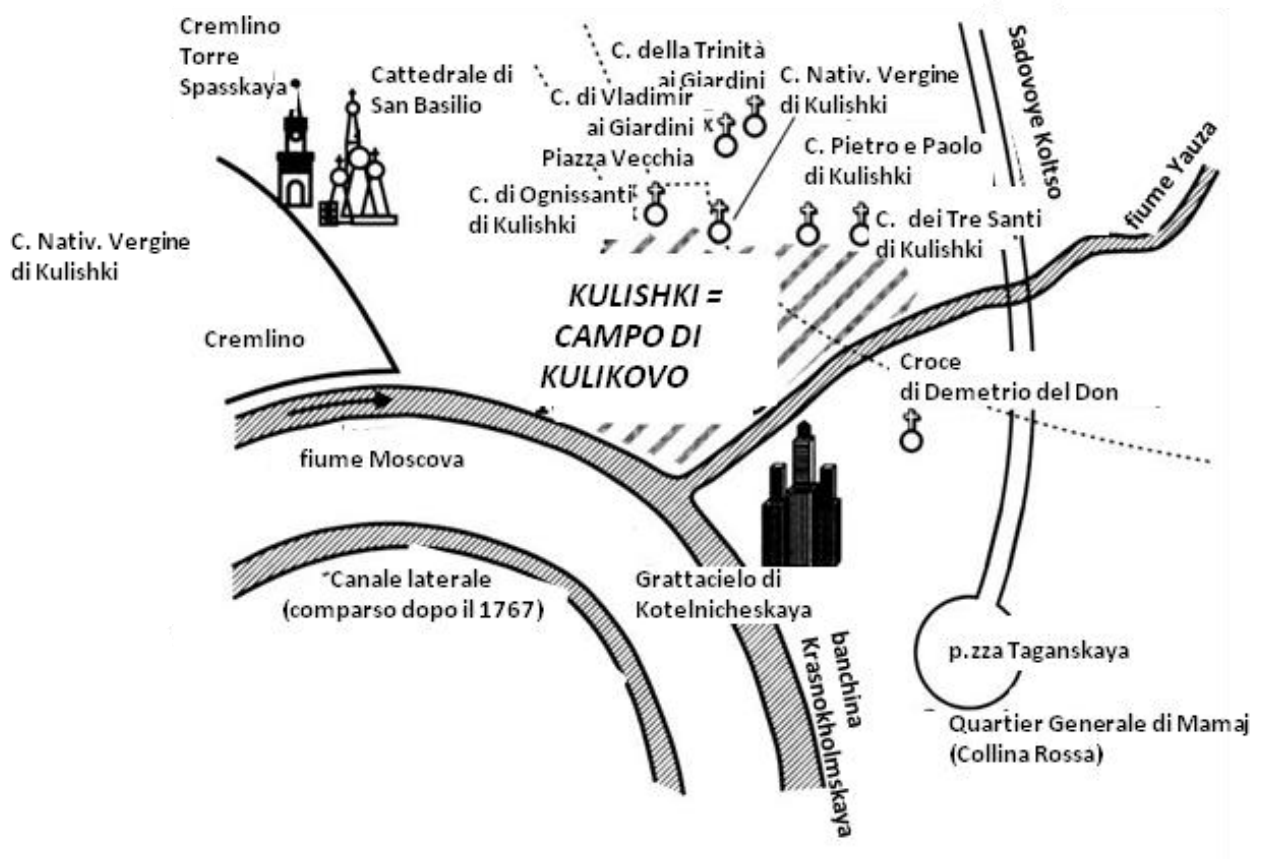 Cremlino
Torre
Spasskaya
Cattedrale di
San Basilio
C. della Trinità
ai Giardini
C. di Vladimir
ai Giardini
Piazza Vecchia
C. Nativ. Vergine
di Kulishki
C. Pietro e Paolo
di Kulishki
C. di Ognissanti
di Kulishki
C. dei Tre Santi
di Kulishki
Sadovoye Koltso
fiume Yauza
C. Nativ. Vergine
di Kulishki
Cremlino
KULISHKI =
CAMPO DI
KULIKOVO
Croce
di Demetrio del Don
fiume Moscova
Canale laterale
(comparso dopo il 1767)
Grattacielo di
Kotelnicheskaya
banchina
Krasnokholmskaya
p.zza Taganskaya
Quartier Generale di Mamaj
(Collina Rossa)